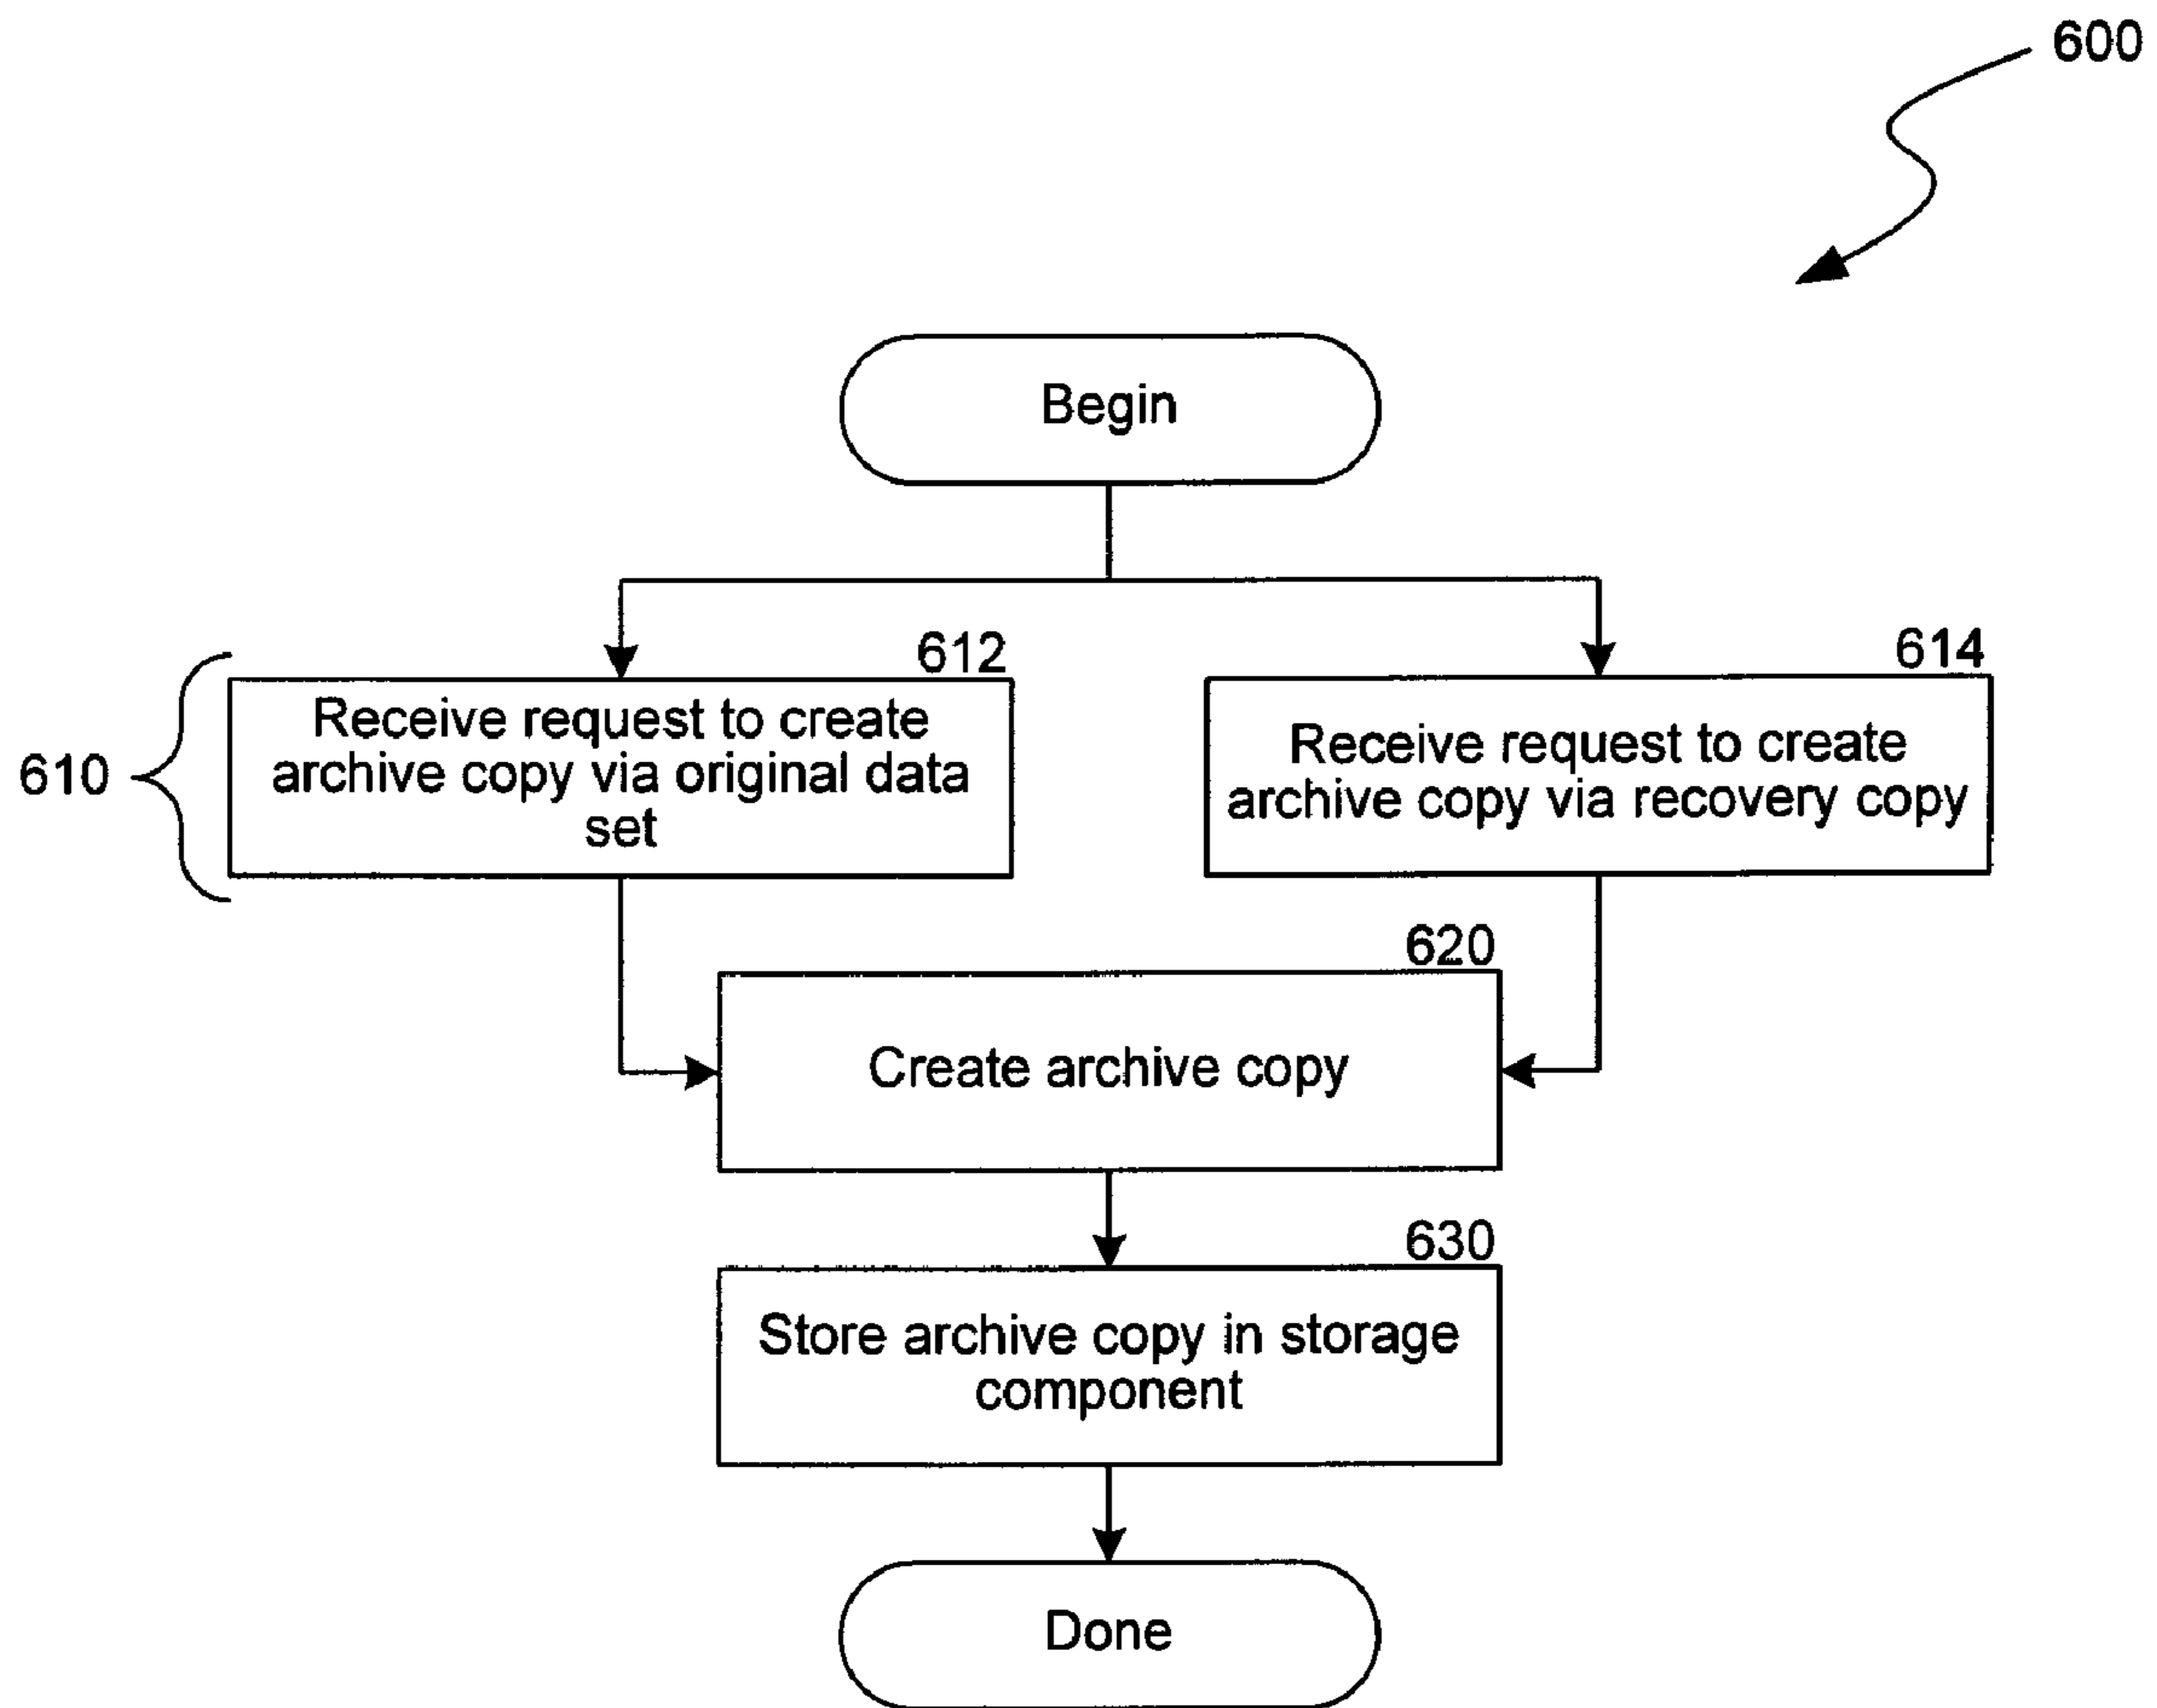 600
Begin
612
614
610
Receive request to create
archive copy via original data
set
Receive request to create
archive copy via recovery copy
620
Create archive copy
630
Store archive copy in storage
component
Done